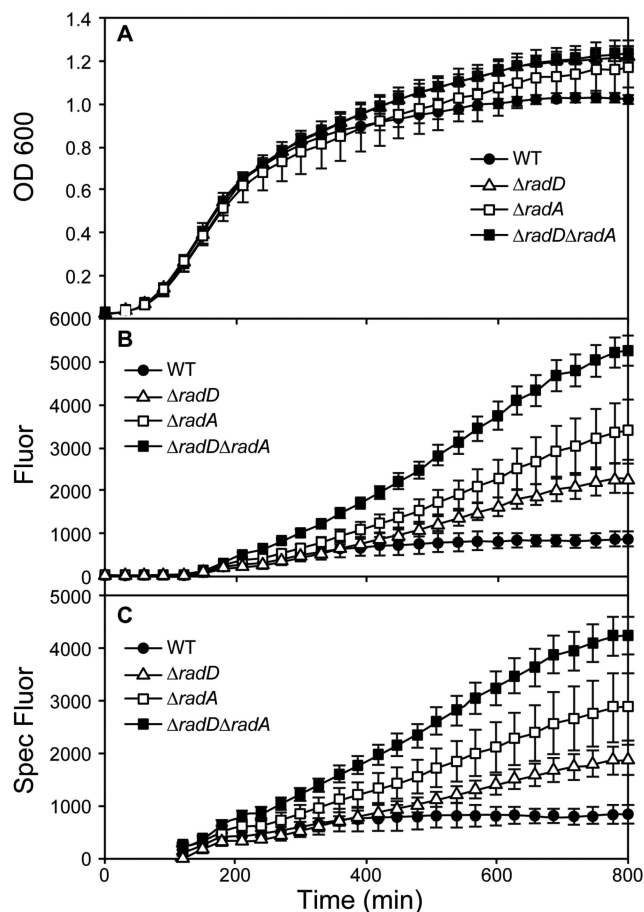 A
1.4
1.2
1.0
0.8
0.6
0.4
0.2
OD 600
WT
ΔradD
ΔradA
ΔradDΔradA
B
6000
5000
4000
3000
2000
1000
0
Fluor
WT
ΔradD
ΔradA
ΔradDΔradA
C
5000
4000
3000
2000
1000
0
Spec Fluor
WT
ΔradD
ΔradA
ΔradDΔradA
0 200 400 600 800
Time (min)